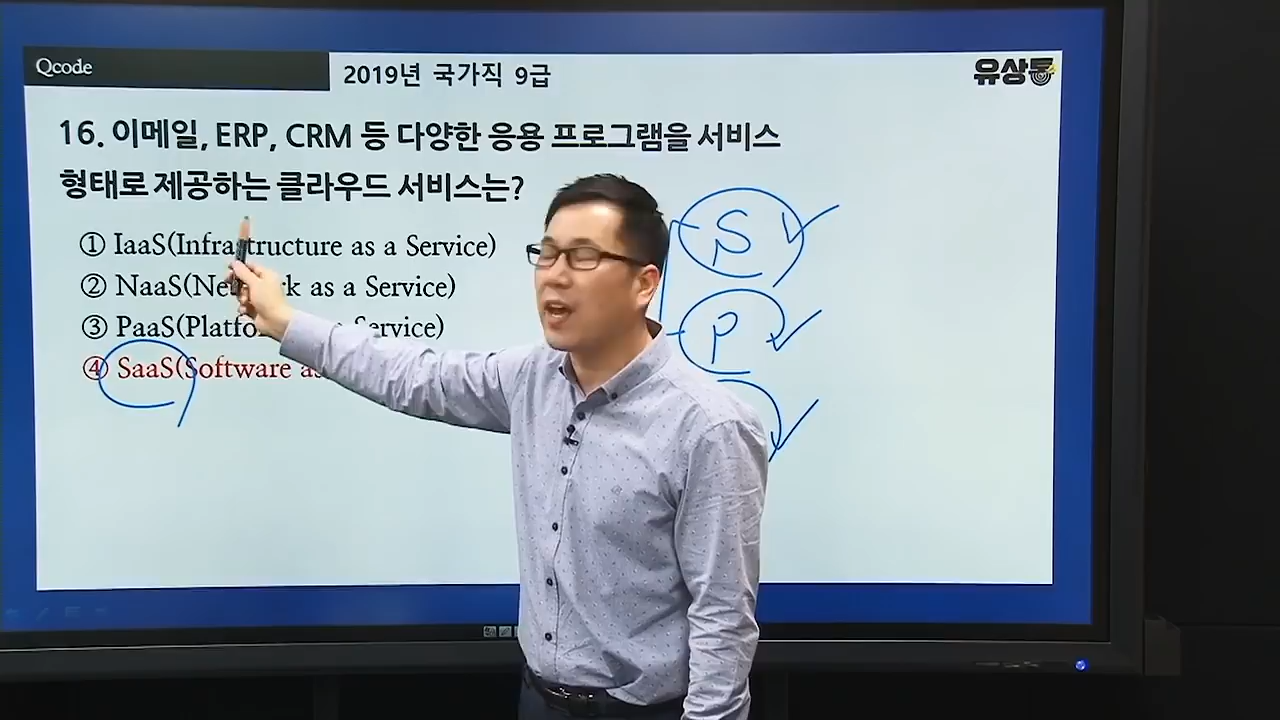 Qcode
2019년 국가직 9급
유상통
16. 이메일, ERP, CRM 등 다양한 응용 프로그램을 서비스
형태로 제공하는 클라우드 서비스는?
① IaaS(Infrastructure as a Service)
② NaaS(Network as a Service)
③ PaaS(Platfo Service)
④ SaaS(Software as
S
P